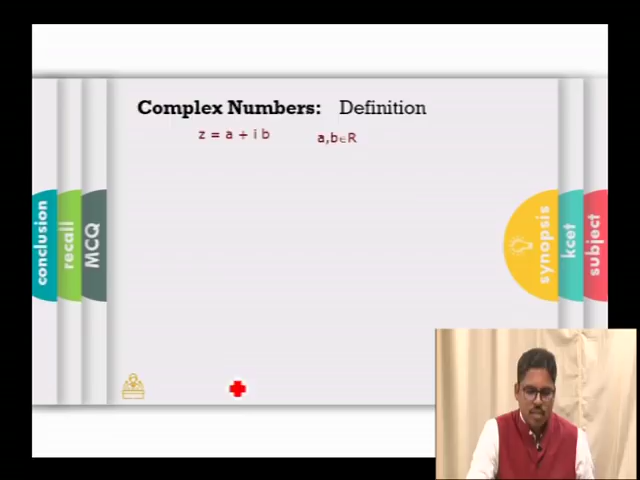 Complex Numbers: Definition
z = a + i b a,b∈R
conclusion
recall
MCQ
synopsis
kcet
subject